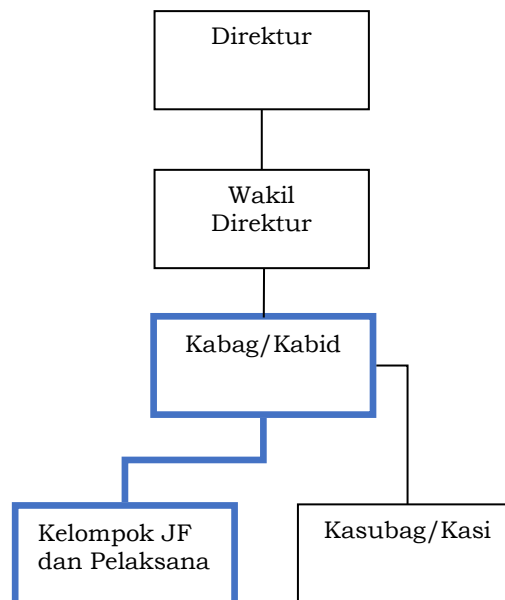 Direktur
Wakil
Direktur
Kabag/Kabid
Kelompok JF
dan Pelaksana
Kasubag/Kasi